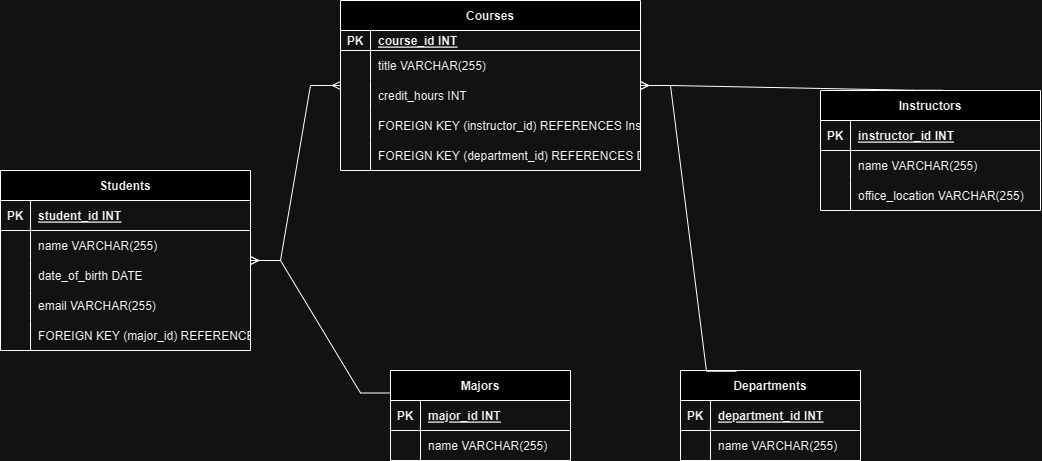 Courses
PK course_id INT
title VARCHAR(255)
credit_hours INT
FOREIGN KEY (instructor_id) REFERENCES Ins
FOREIGN KEY (department_id) REFERENCES D
Instructors
PK instructor_id INT
name VARCHAR(255)
office_location VARCHAR(255)
Students
PK student_id INT
name VARCHAR(255)
date_of_birth DATE
email VARCHAR(255)
FOREIGN KEY (major_id) REFERENCE
Majors
PK major_id INT
name VARCHAR(255)
Departments
PK department_id INT
name VARCHAR(255)